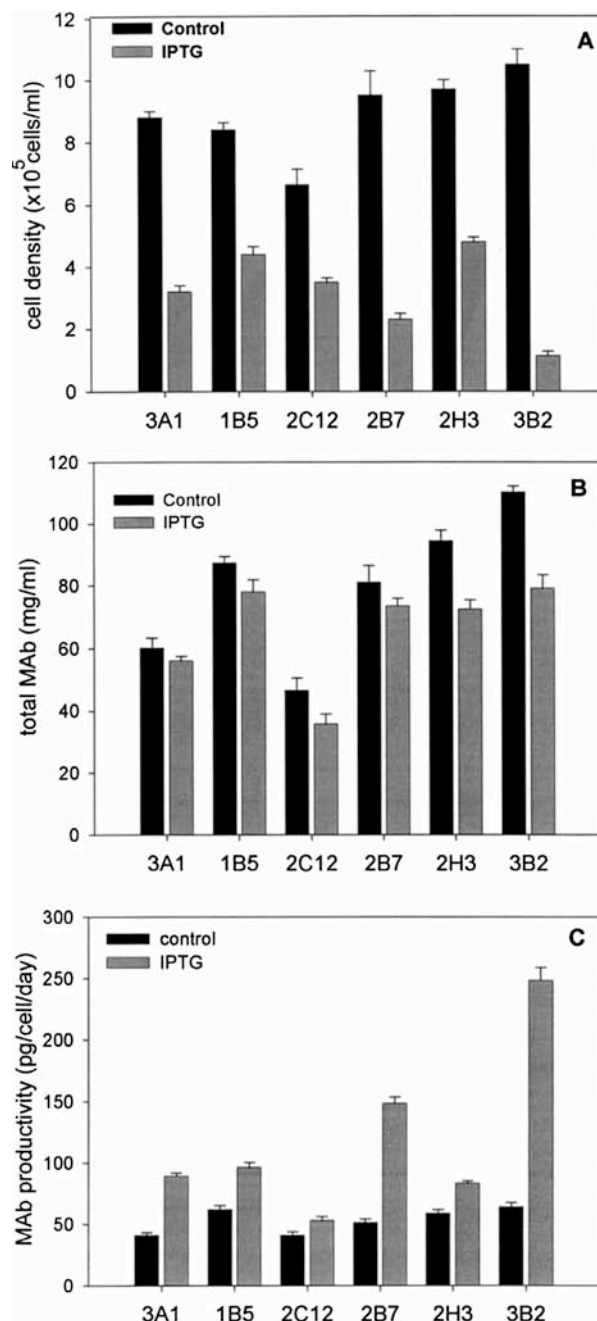 12
10
8
6
4
2
0
cell density (x10⁵ cells/ml)
Control
IPTG
A
3A1 1B5 2C12 2B7 2H3 3B2
120
100
80
60
40
20
0
total MAb (mg/ml)
Control
IPTG
B
3A1 1B5 2C12 2B7 2H3 3B2
300
250
200
150
100
50
0
MAb productivity (pg/cell/day)
control
IPTG
C
3A1 1B5 2C12 2B7 2H3 3B2